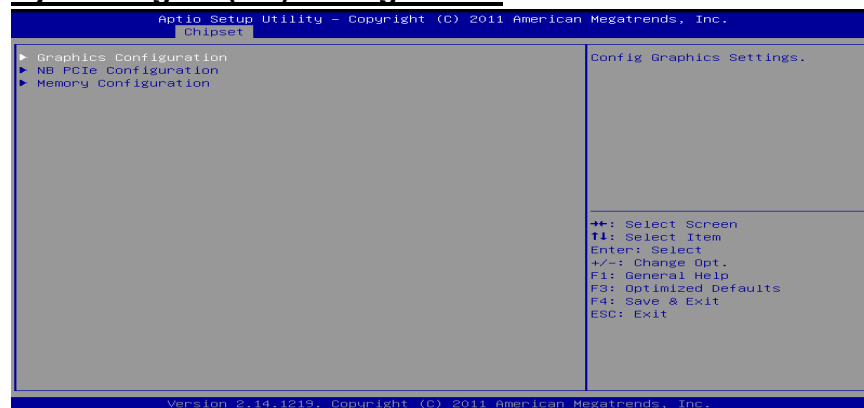 Aptio Setup Utility – Copyright (C) 2011 American Megatrends, Inc.
Chipset
► Graphics Configuration
► NB PCIe Configuration
► Memory Configuration
Config Graphics Settings.
→←: Select Screen
↑↓: Select Item
Enter: Select
+/-: Change Opt.
F1: General Help
F3: Optimized Defaults
F4: Save & Exit
ESC: Exit
Version 2.14.1219. Copyright (C) 2011 American Megatrends, Inc.